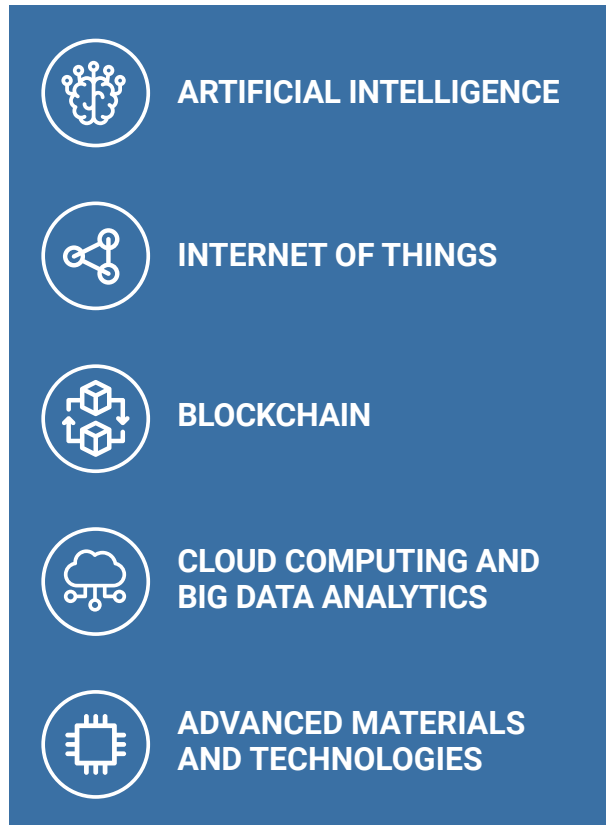 ARTIFICIAL INTELLIGENCE
INTERNET OF THINGS
BLOCKCHAIN
CLOUD COMPUTING AND
BIG DATA ANALYTICS
ADVANCED MATERIALS
AND TECHNOLOGIES